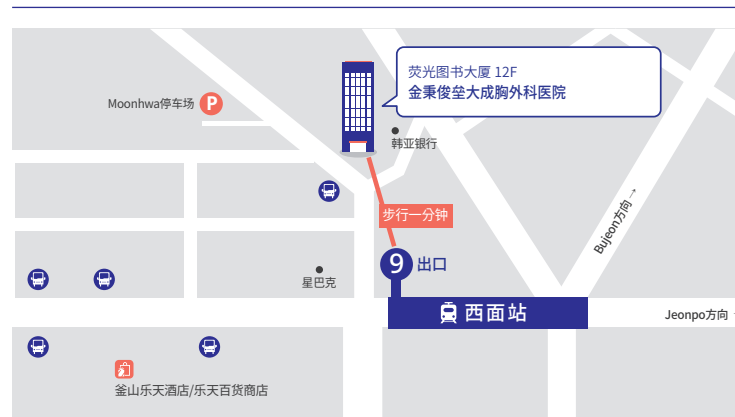 荧光图书大厦 12F
金秉俊垒大成胸外科医院
Moonhwa停车场
P
韩亚银行
步行一分钟
Bujeon方向 →
9 出口
星巴克
西面站
Jeonpo方向
釜山乐天酒店/乐天百货商店